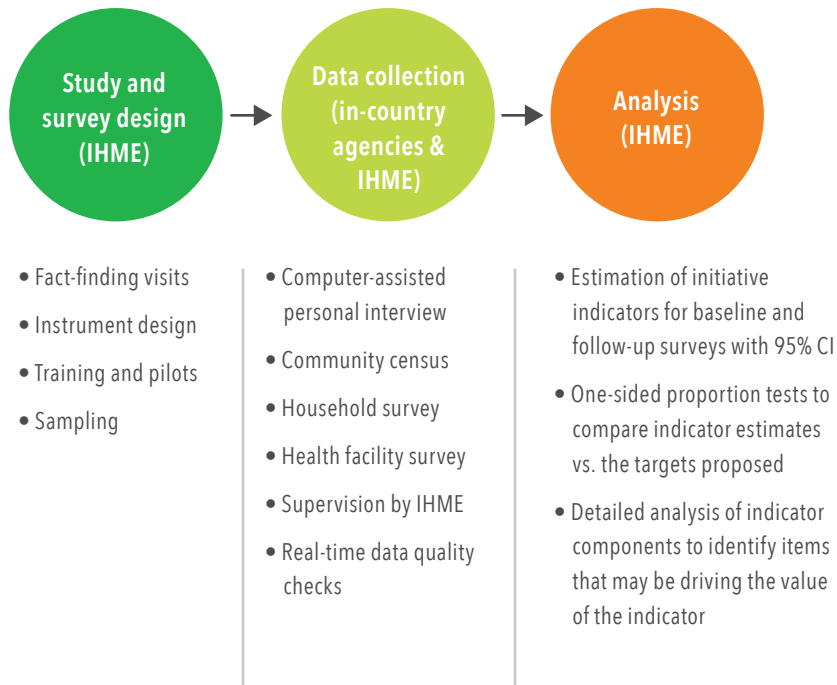 Study and
survey design
(IHME)
Data collection
(in-country
agencies &
IHME)
Analysis
(IHME)
• Fact-finding visits
• Instrument design
• Training and pilots
• Sampling
• Computer-assisted
personal interview
• Community census
• Household survey
• Health facility survey
• Supervision by IHME
• Real-time data quality
checks
• Estimation of initiative
indicators for baseline and
follow-up surveys with 95% CI
• One-sided proportion tests to
compare indicator estimates
vs. the targets proposed
• Detailed analysis of indicator
components to identify items
that may be driving the value
of the indicator